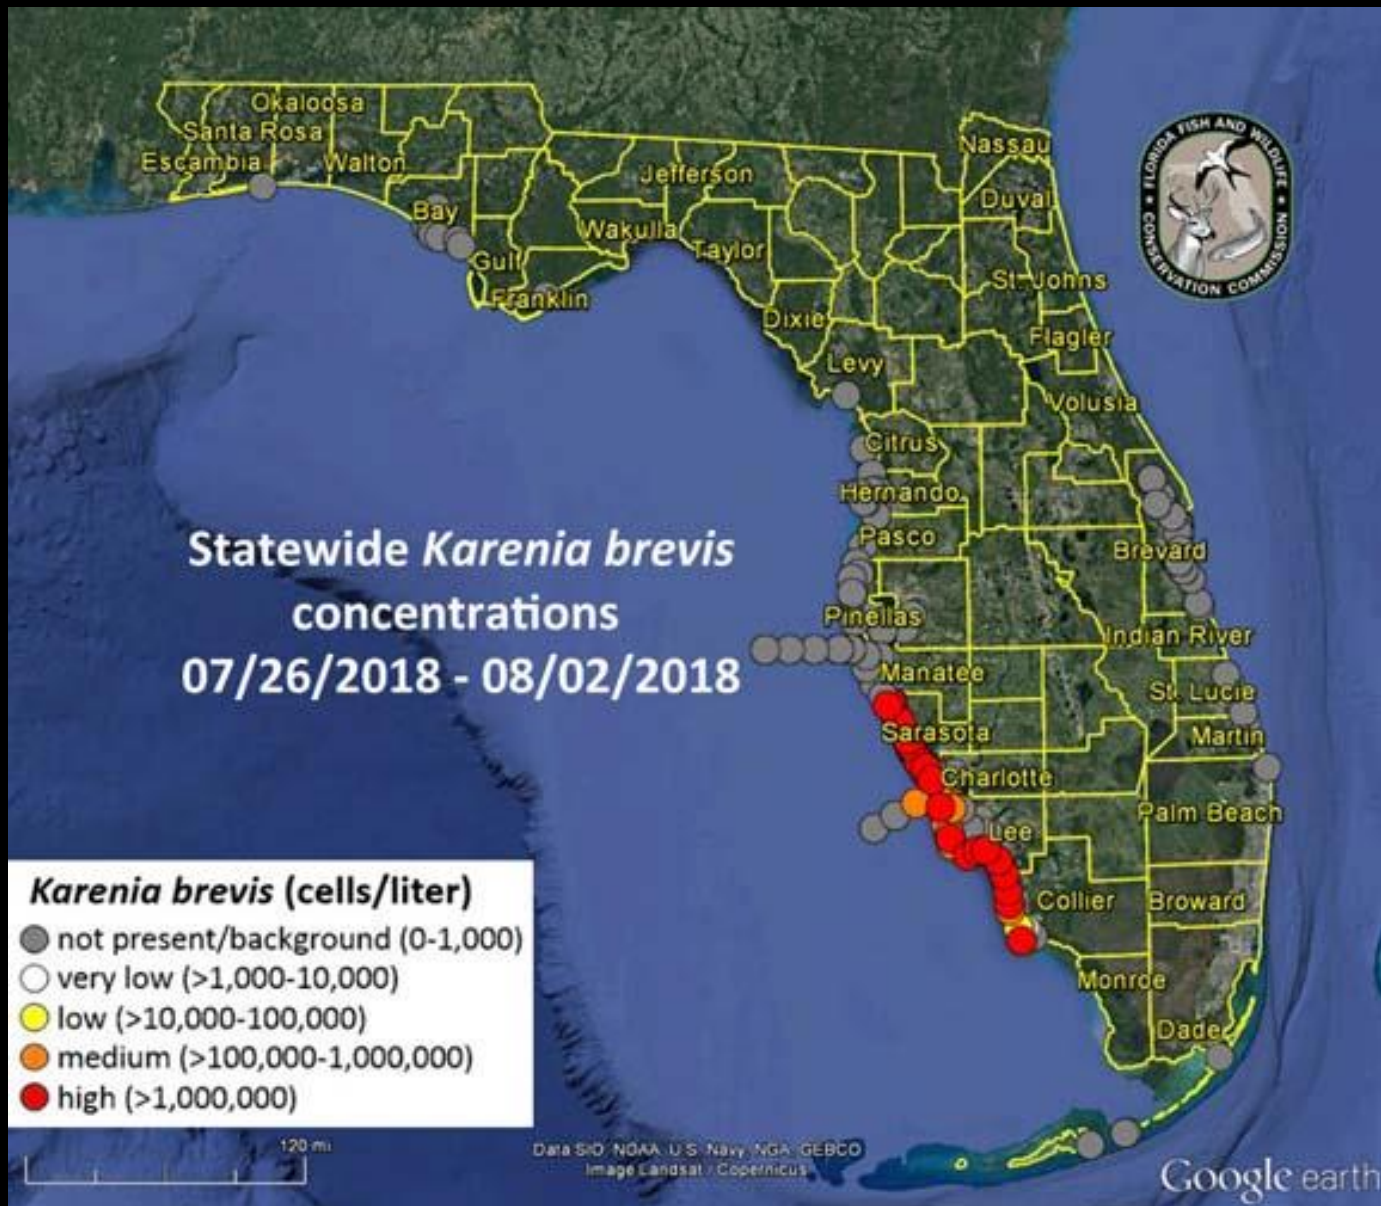 Okaloosa
Santa Rosa
Escambia
Walton
Jefferson
Nassau
Duval
Bay
Wakulla
Taylor
Gulf
Franklin
St. Johns
Dixie
Flagler
Levy
Volusia
Citrus
Hernando
Pasco
Brevard
Pinellas
Indian River
Manatee
St. Lucie
Sarasota
Martin
Charlotte
Palm Beach
Lee
Collier
Broward
Monroe
Dade
FLORIDA FISH AND WILDLIFE
CONSERVATION COMMISSION
Statewide Karenia brevis
concentrations
07/26/2018 - 08/02/2018
Karenia brevis (cells/liter)
not present/background (0-1,000)
very low (>1,000-10,000)
low (>10,000-100,000)
medium (>100,000-1,000,000)
high (>1,000,000)
120 mi
Data SIO, NOAA, U.S. Navy, NGA, GEBCO
Image Landsat / Copernicus
Google earth